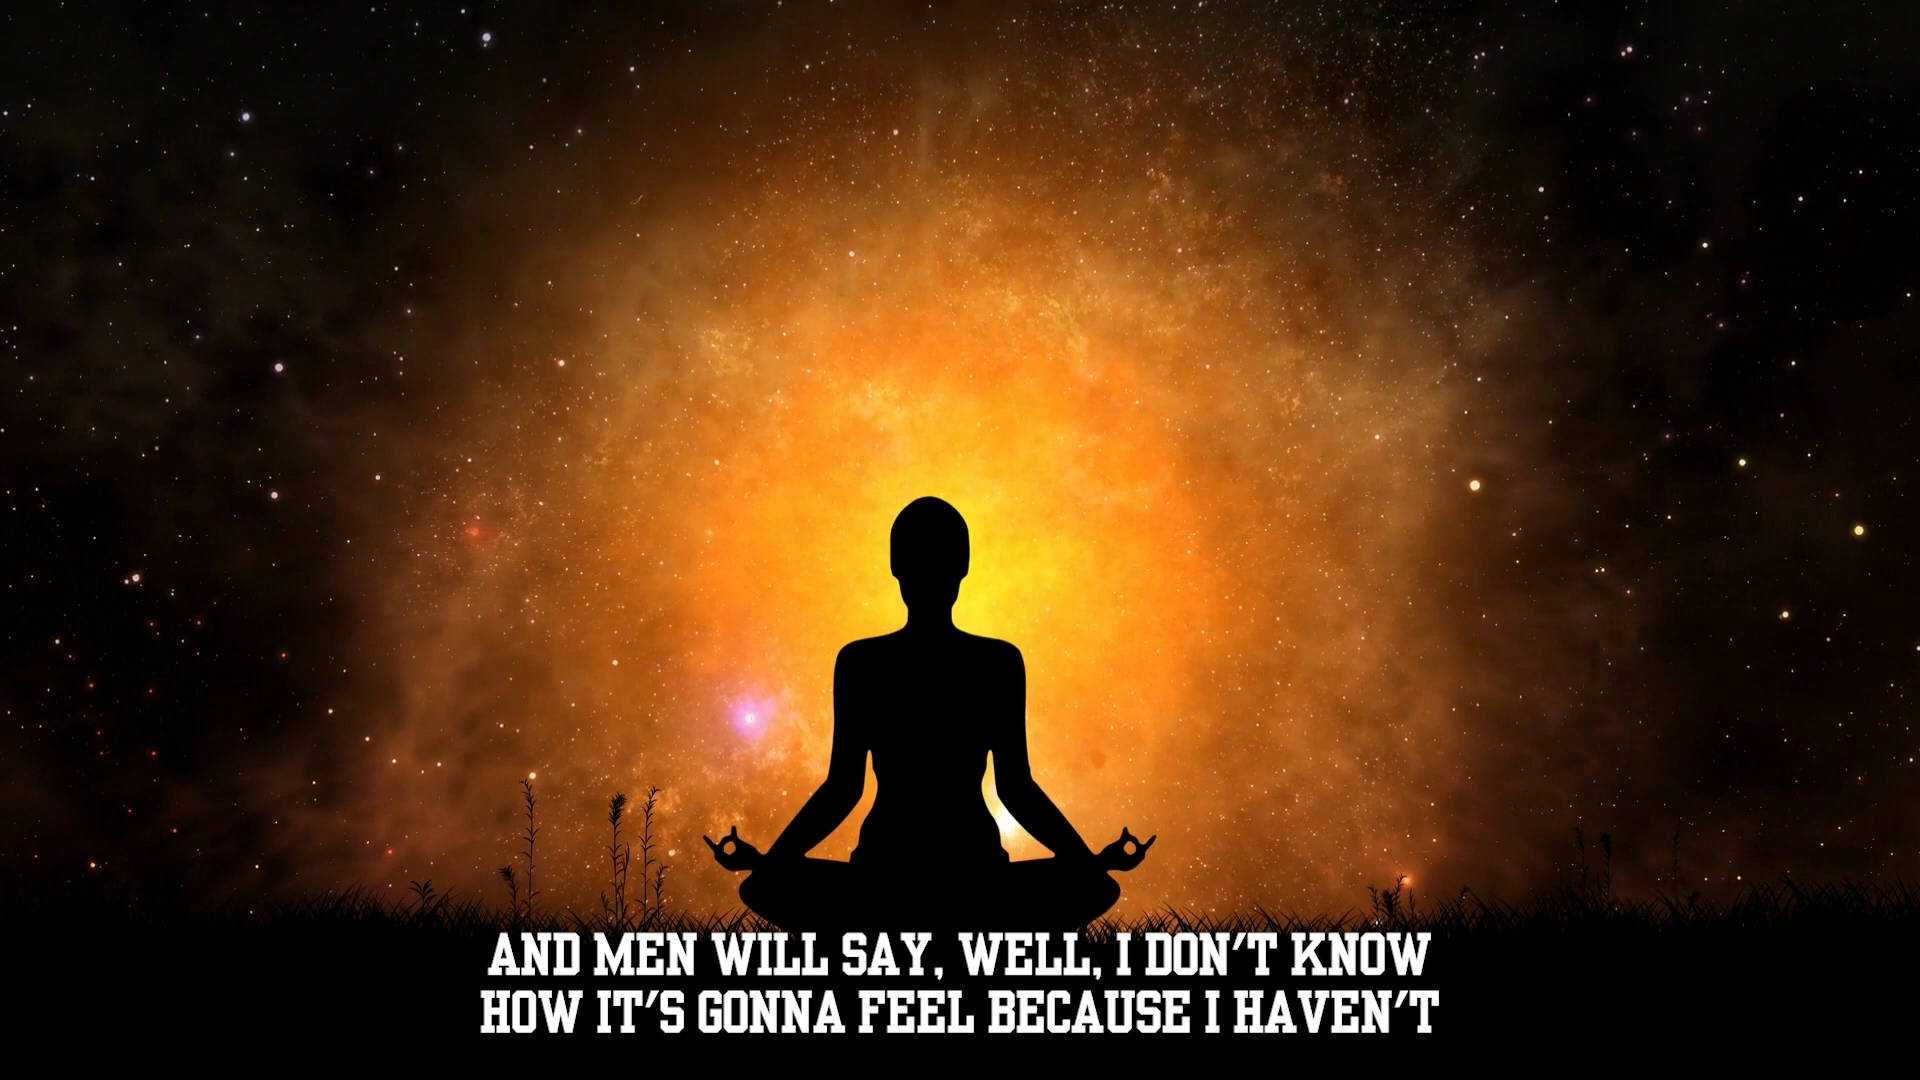 AND MEN WILL SAY, WELL, I DON'T KNOW
HOW IT'S GONNA FEEL BECAUSE I HAVEN'T